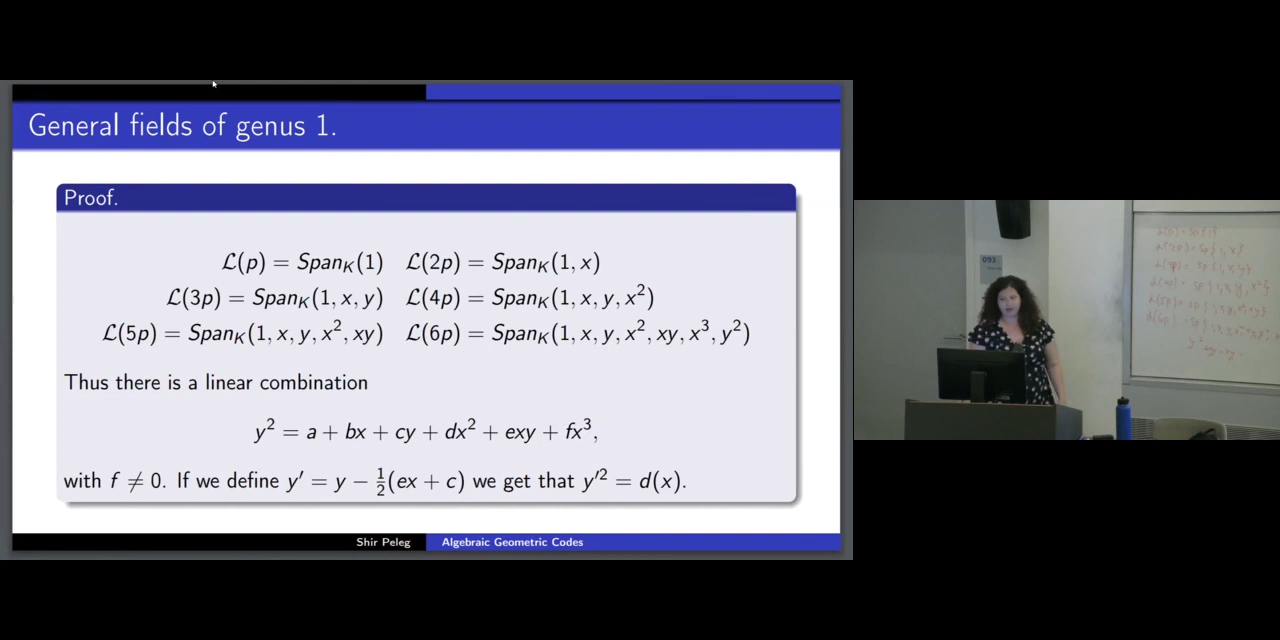 General fields of genus 1.
Proof.
ℒ(p) = Span_K(1)   ℒ(2p) = Span_K(1, x)
ℒ(3p) = Span_K(1, x, y)   ℒ(4p) = Span_K(1, x, y, x²)
ℒ(5p) = Span_K(1, x, y, x², xy)   ℒ(6p) = Span_K(1, x, y, x², xy, x³, y²)
Thus there is a linear combination
y² = a + bx + cy + dx² + exy + fx³,
with f ≠ 0. If we define y′ = y − ½(ex + c) we get that y′² = d(x).
Shir Peleg   Algebraic Geometric Codes
093